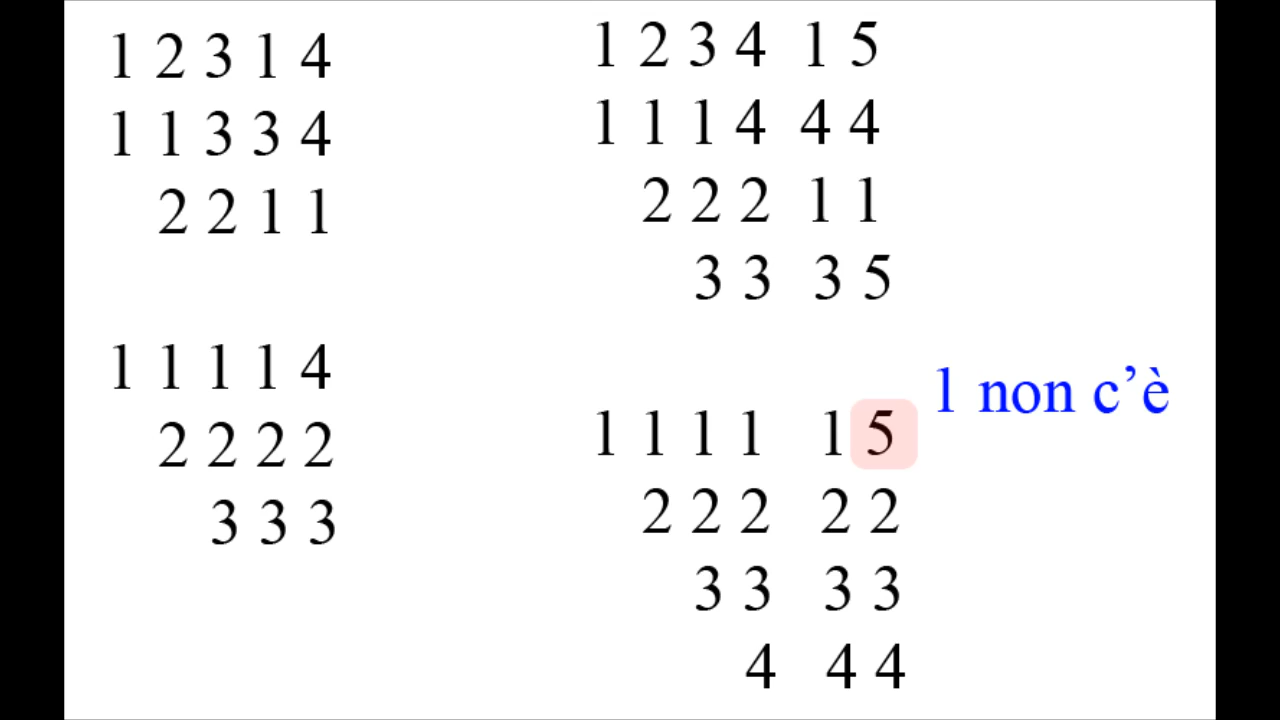 1 2 3 1 4
1 1 3 3 4
2 2 1 1
1 1 1 1 4
2 2 2 2
3 3 3
1 2 3 4 1 5
1 1 1 4 4 4
2 2 2 1 1
3 3 3 5
1 1 1 1 1 5
1 non c’è
2 2 2 2 2
3 3 3 3
4 4 4